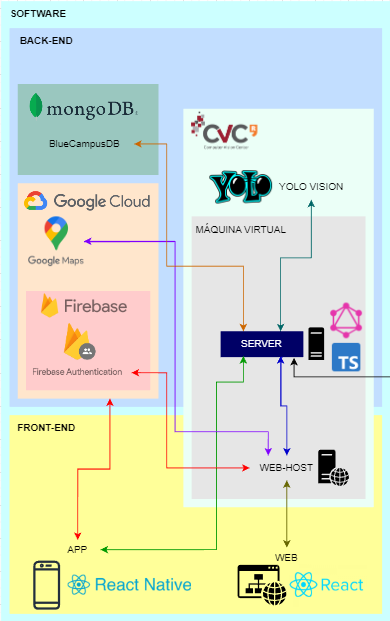 SOFTWARE
BACK-END
mongoDB
BlueCampusDB
CVC
YOLO
YOLO VISION
Google Cloud
Google Maps
MÁQUINA VIRTUAL
Firebase
Firebase Authentication
SERVER
TS
FRONT-END
WEB-HOST
APP
WEB
React Native
React